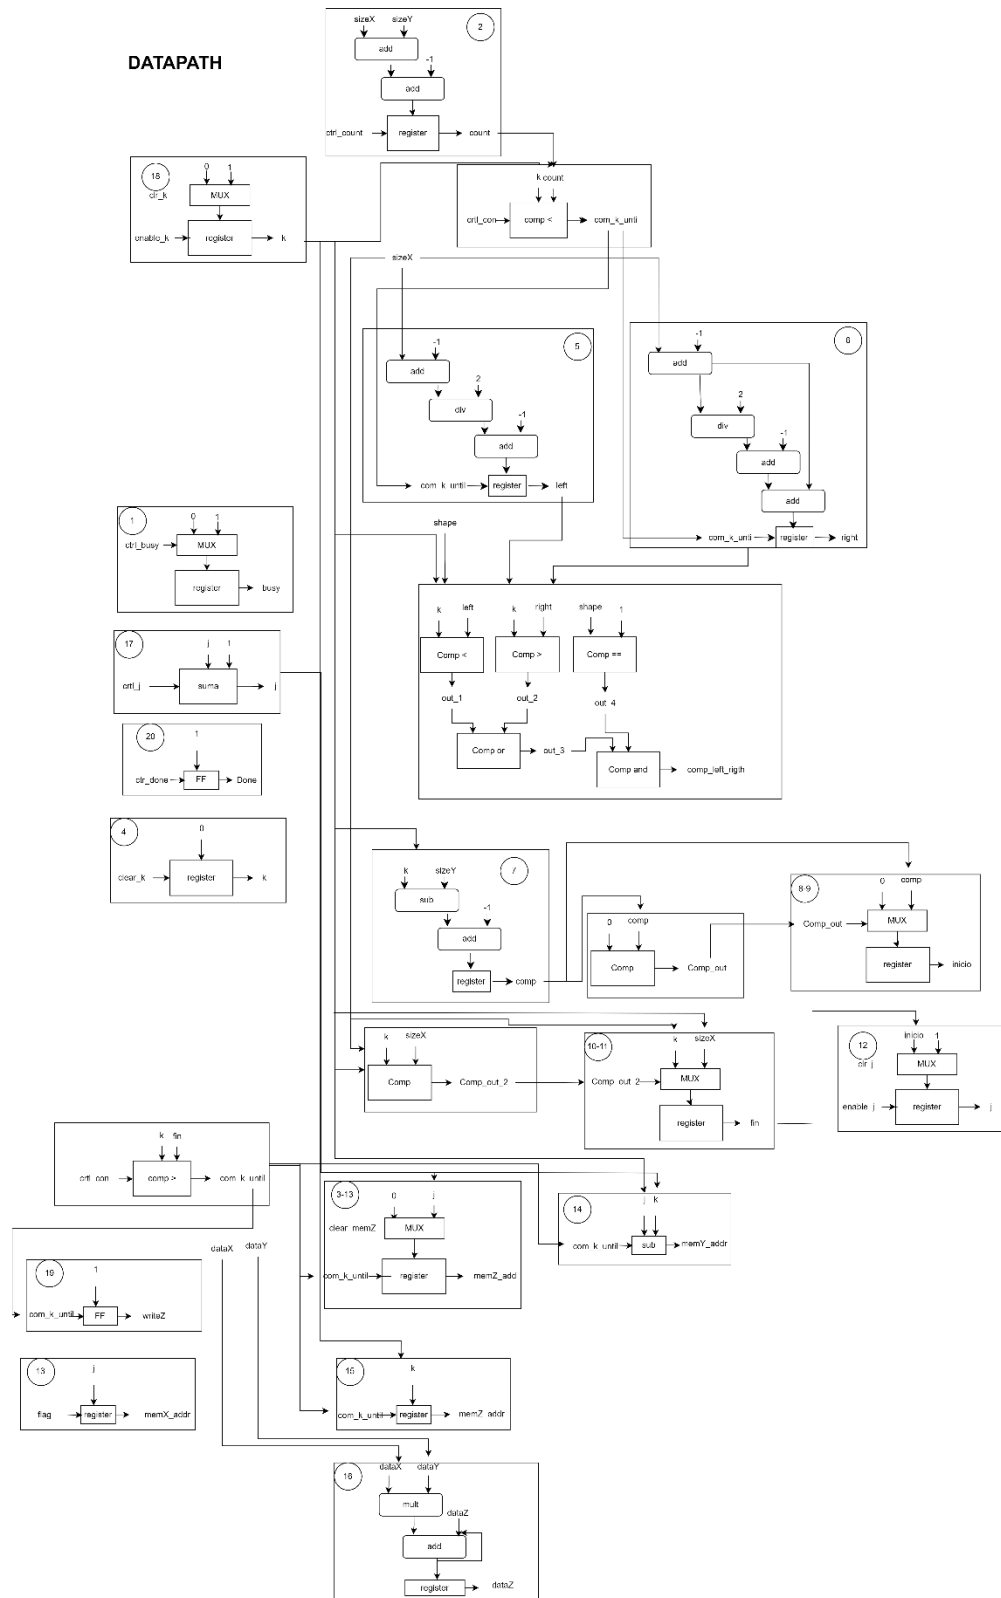 DATAPATH
2
sizeX sizeY
add
-1
add
ctrl_count register count
18
0 1
clr_k MUX
enable_k register k
k count
crtl_con comp < com_k_unti
sizeX
5
-1
add
2
div
-1
add
com_k_until register left
6
-1
add
2
div
-1
add
add
com_k_unti register right
1
0 1
ctrl_busy MUX
register busy
shape
k left k right shape 1
Comp < Comp > Comp ==
out_1 out_2 out_4
Comp or out_3
Comp and comp_left_rigth
17
j 1
crtl_j suma j
20
1
ctr_done FF Done
4
0
clear_k register k
7
k sizeY
sub
-1
add
register comp
0 comp
Comp Comp_out
8-9
0 comp
Comp_out MUX
register inicio
k sizeX
Comp Comp_out_2
10-11
k sizeX
Comp_out_2 MUX
register fin
12
inicio 1
clr_j MUX
enable_j register j
k fin
crtl_con comp > com_k_until
3-13
0 j
clear_memZ MUX
com_k_until register memZ_add
14
j k
com_k_until sub memY_addr
dataX dataY
19
1
com_k_until FF writeZ
13
j
flag register memX_addr
15
k
com_k_until register memZ_addr
16
dataX dataY
mult
dataZ
add
register dataZ